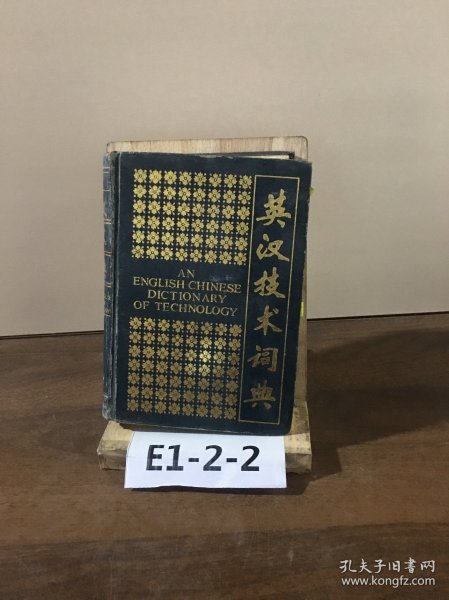 英汉技术词典
AN
ENGLISH CHINESE
DICTIONARY
OF TECHNOLOGY
E1-2-2
孔夫子旧书网
www.kongfz.com